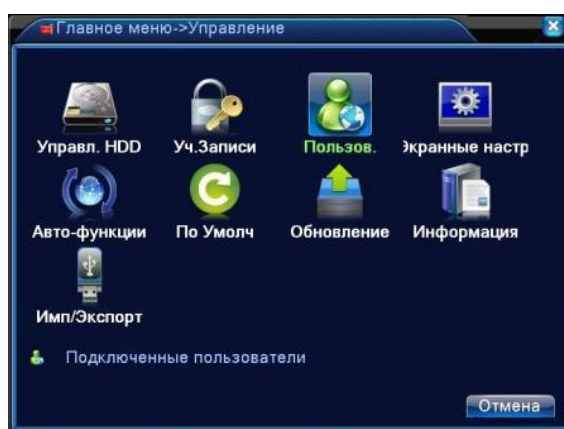 Главное меню->Управление
Управл. HDD Уч.Записи Пользов. Экранные настр
Авто-функции По Умолч Обновление Информация
Имп/Экспорт
Подключенные пользователи
Отмена